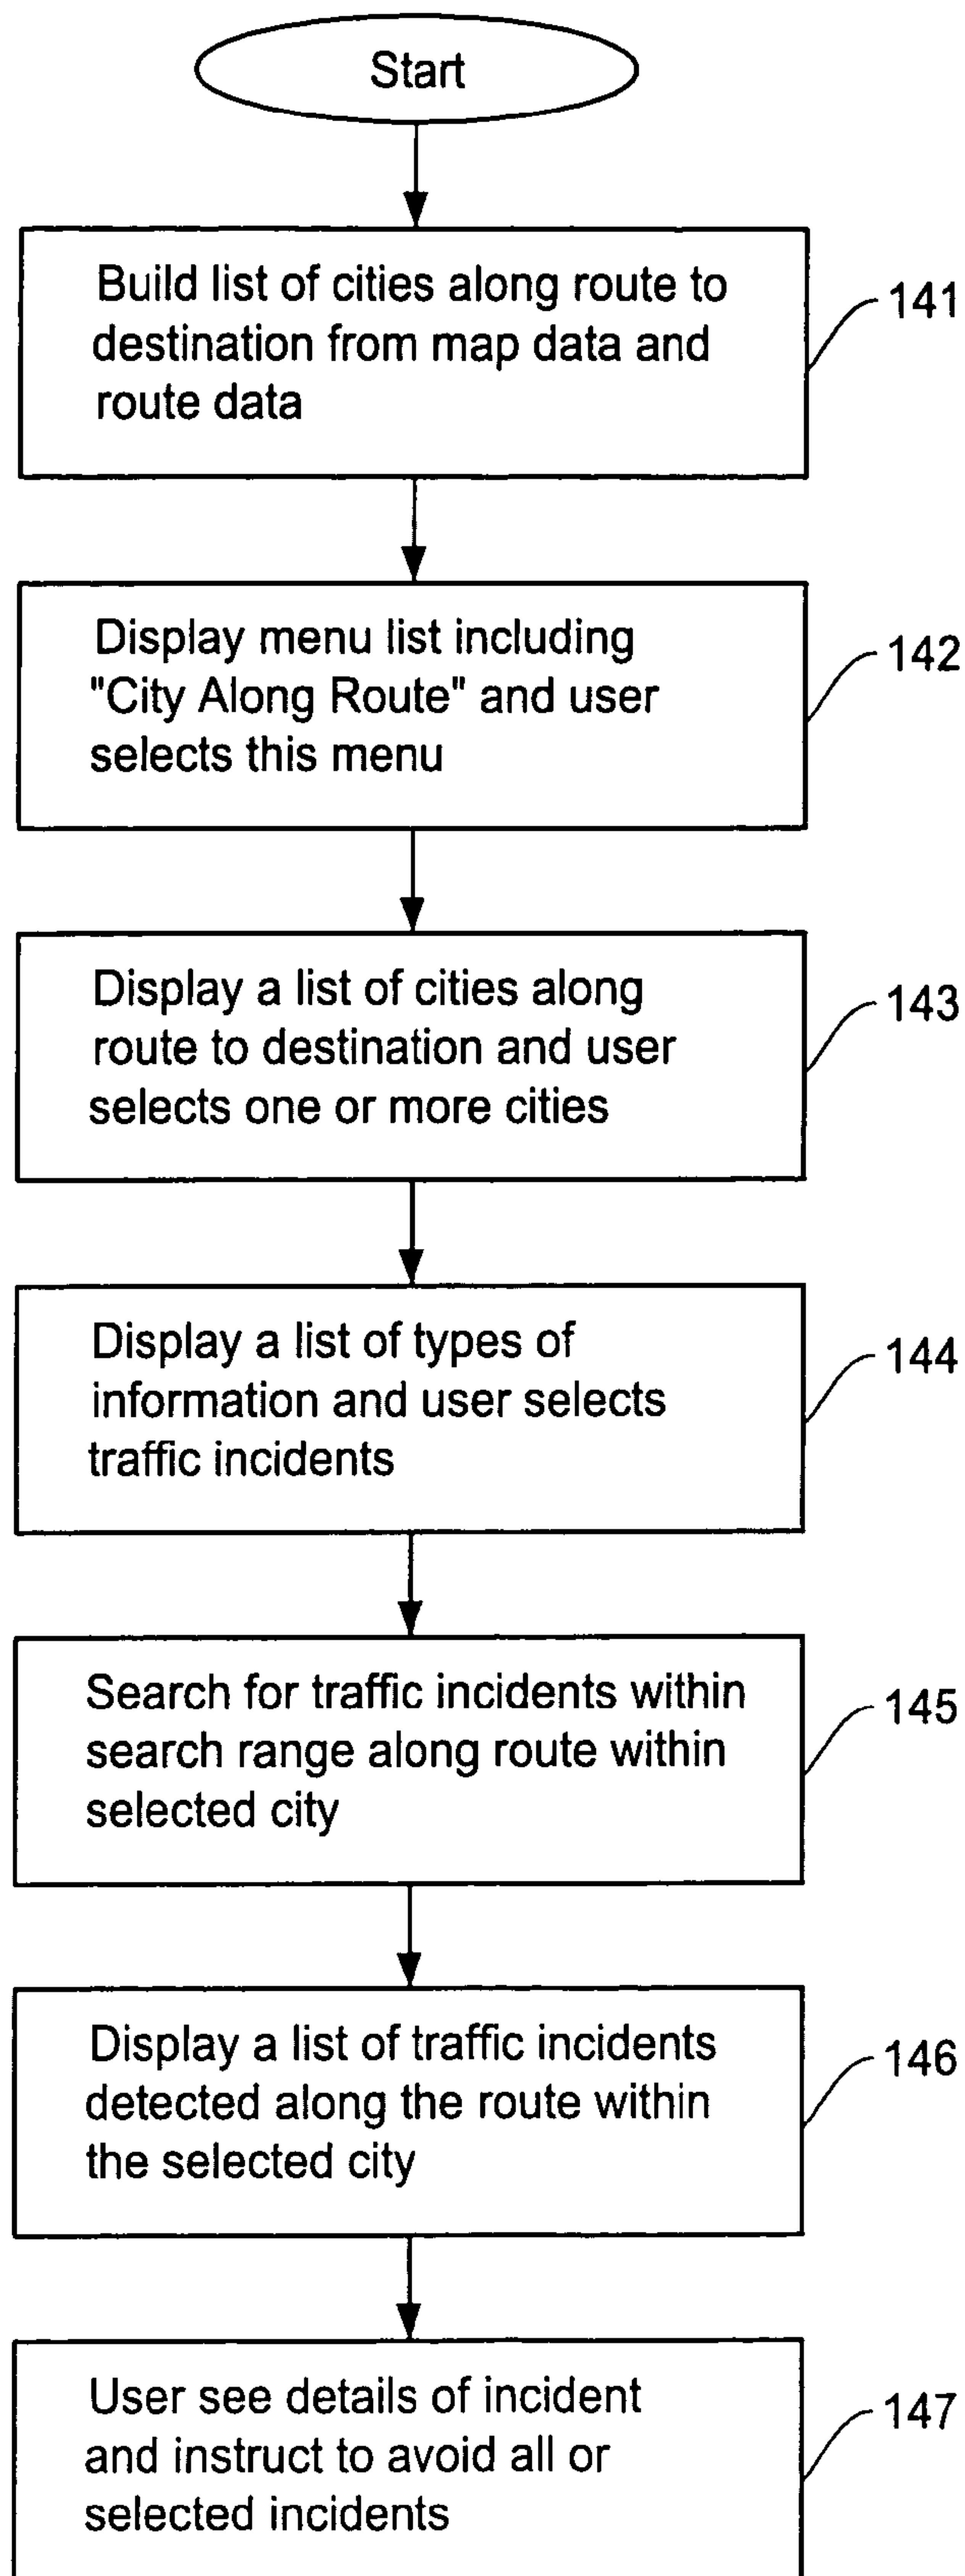 Start
Build list of cities along route to
destination from map data and
route data
141
Display menu list including
"City Along Route" and user
selects this menu
142
Display a list of cities along
route to destination and user
selects one or more cities
143
Display a list of types of
information and user selects
traffic incidents
144
Search for traffic incidents within
search range along route within
selected city
145
Display a list of traffic incidents
detected along the route within
the selected city
146
User see details of incident
and instruct to avoid all or
selected incidents
147